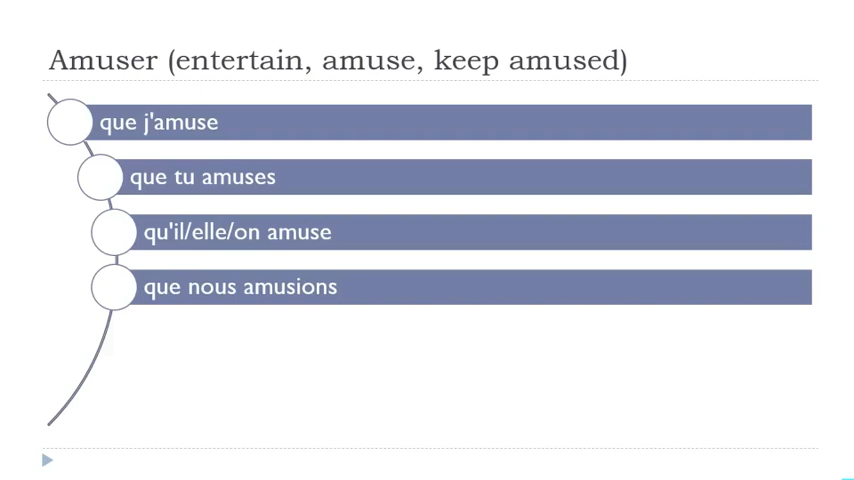 Amuser (entertain, amuse, keep amused)
que j'amuse
que tu amuses
qu'il/elle/on amuse
que nous amusions